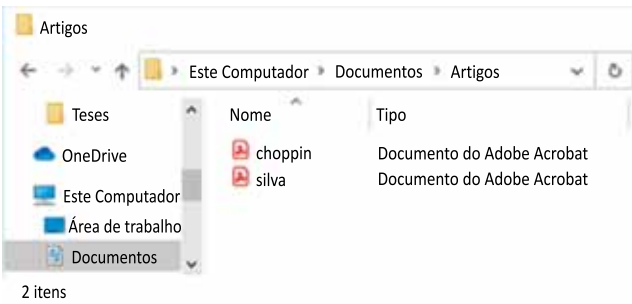 Artigos
Este Computador Documentos Artigos
Teses
OneDrive
Este Computador
Área de trabalho
Documentos
Nome Tipo
choppin Documento do Adobe Acrobat
silva Documento do Adobe Acrobat
2 itens